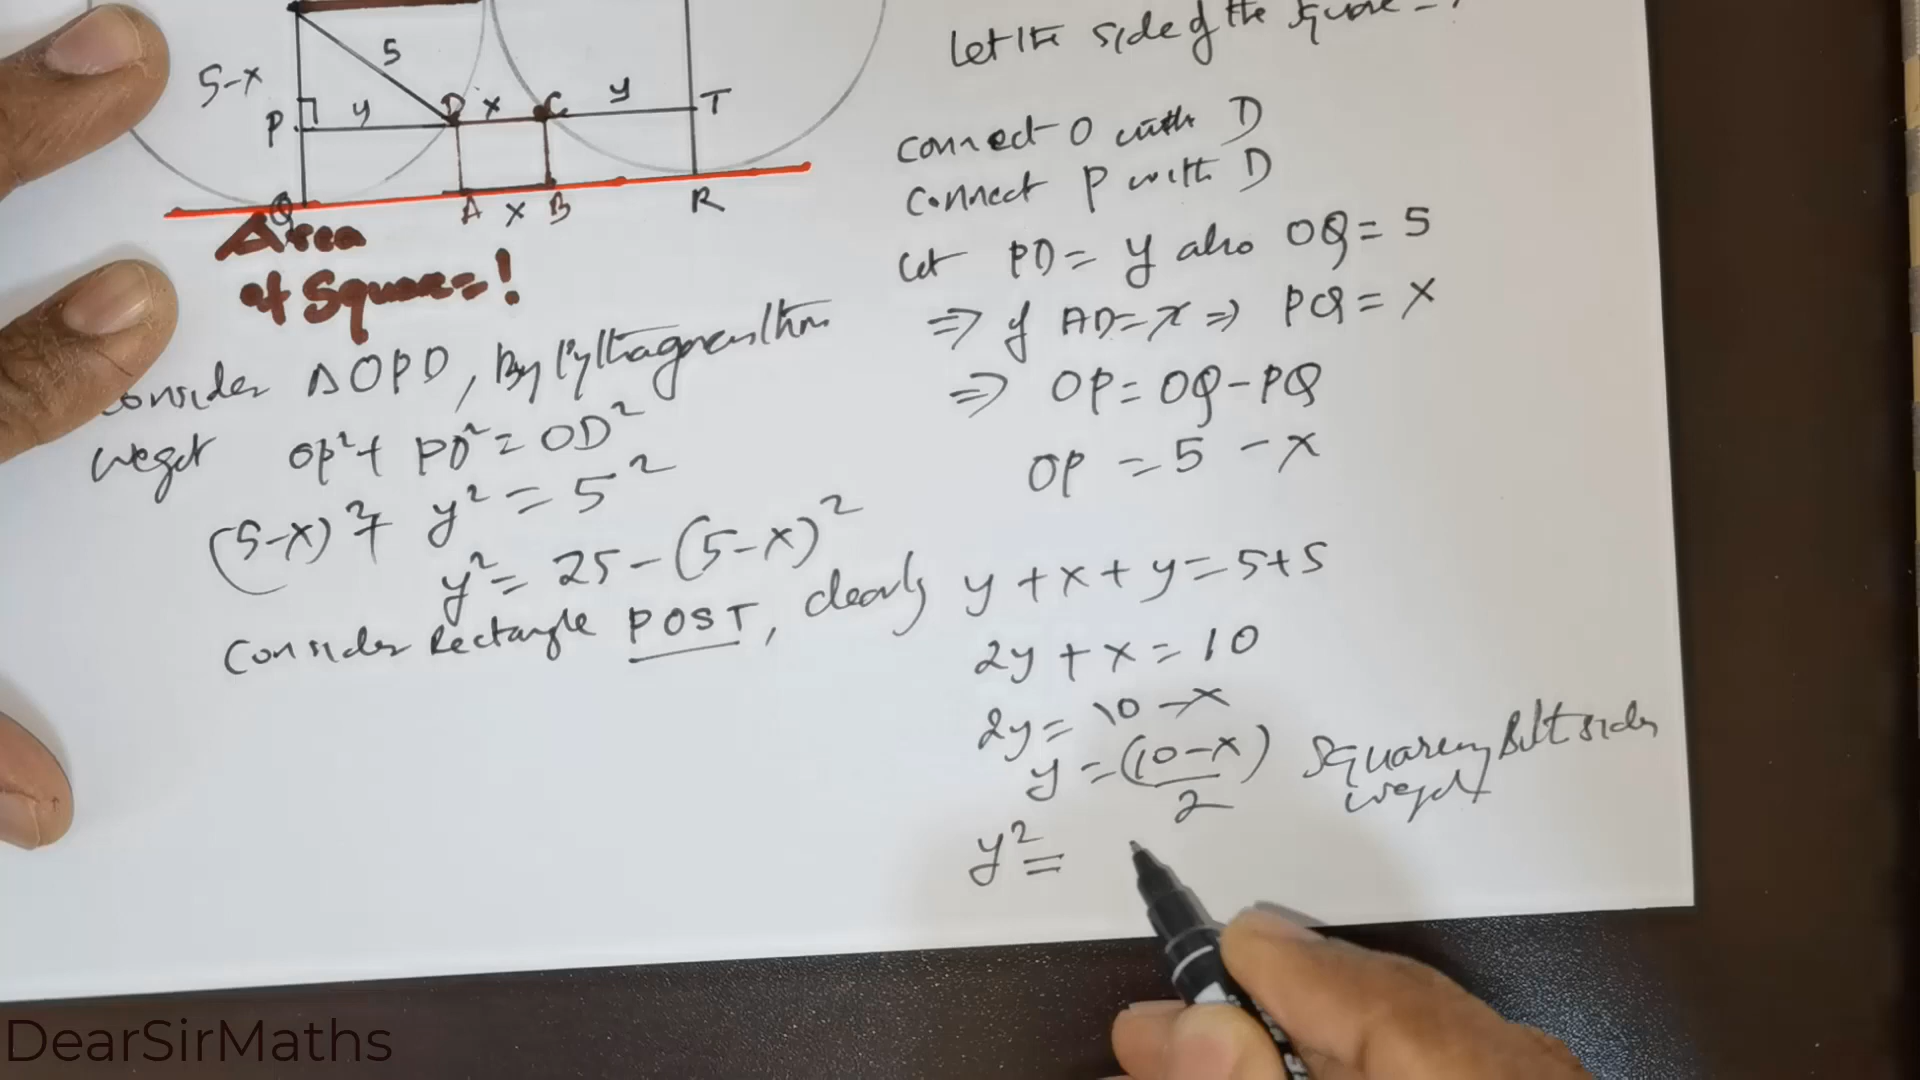 5
5-x
P y D x C y T
Q A x B R
Area
of Square=!
Let the side of the square =
connect O with D
connect P with D
Let PD = y also OQ = 5
⇒ if AD = x ⇒ PQ = x
⇒ OP = OQ - PQ
OP = 5 - x
consider ΔOPD, By Pythagorean thm
we get OP² + PD² = OD²
(5-x)² + y² = 5²
y² = 25 - (5-x)²
Consider Rectangle POST, clearly y + x + y = 5+5
2y + x = 10
2y = 10 - x
y = (10-x)/2 Squaring sides
we get
y² =
DearSirMaths